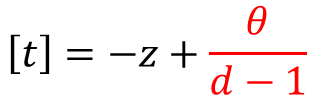 [t] = −z + θ/(d − 1)